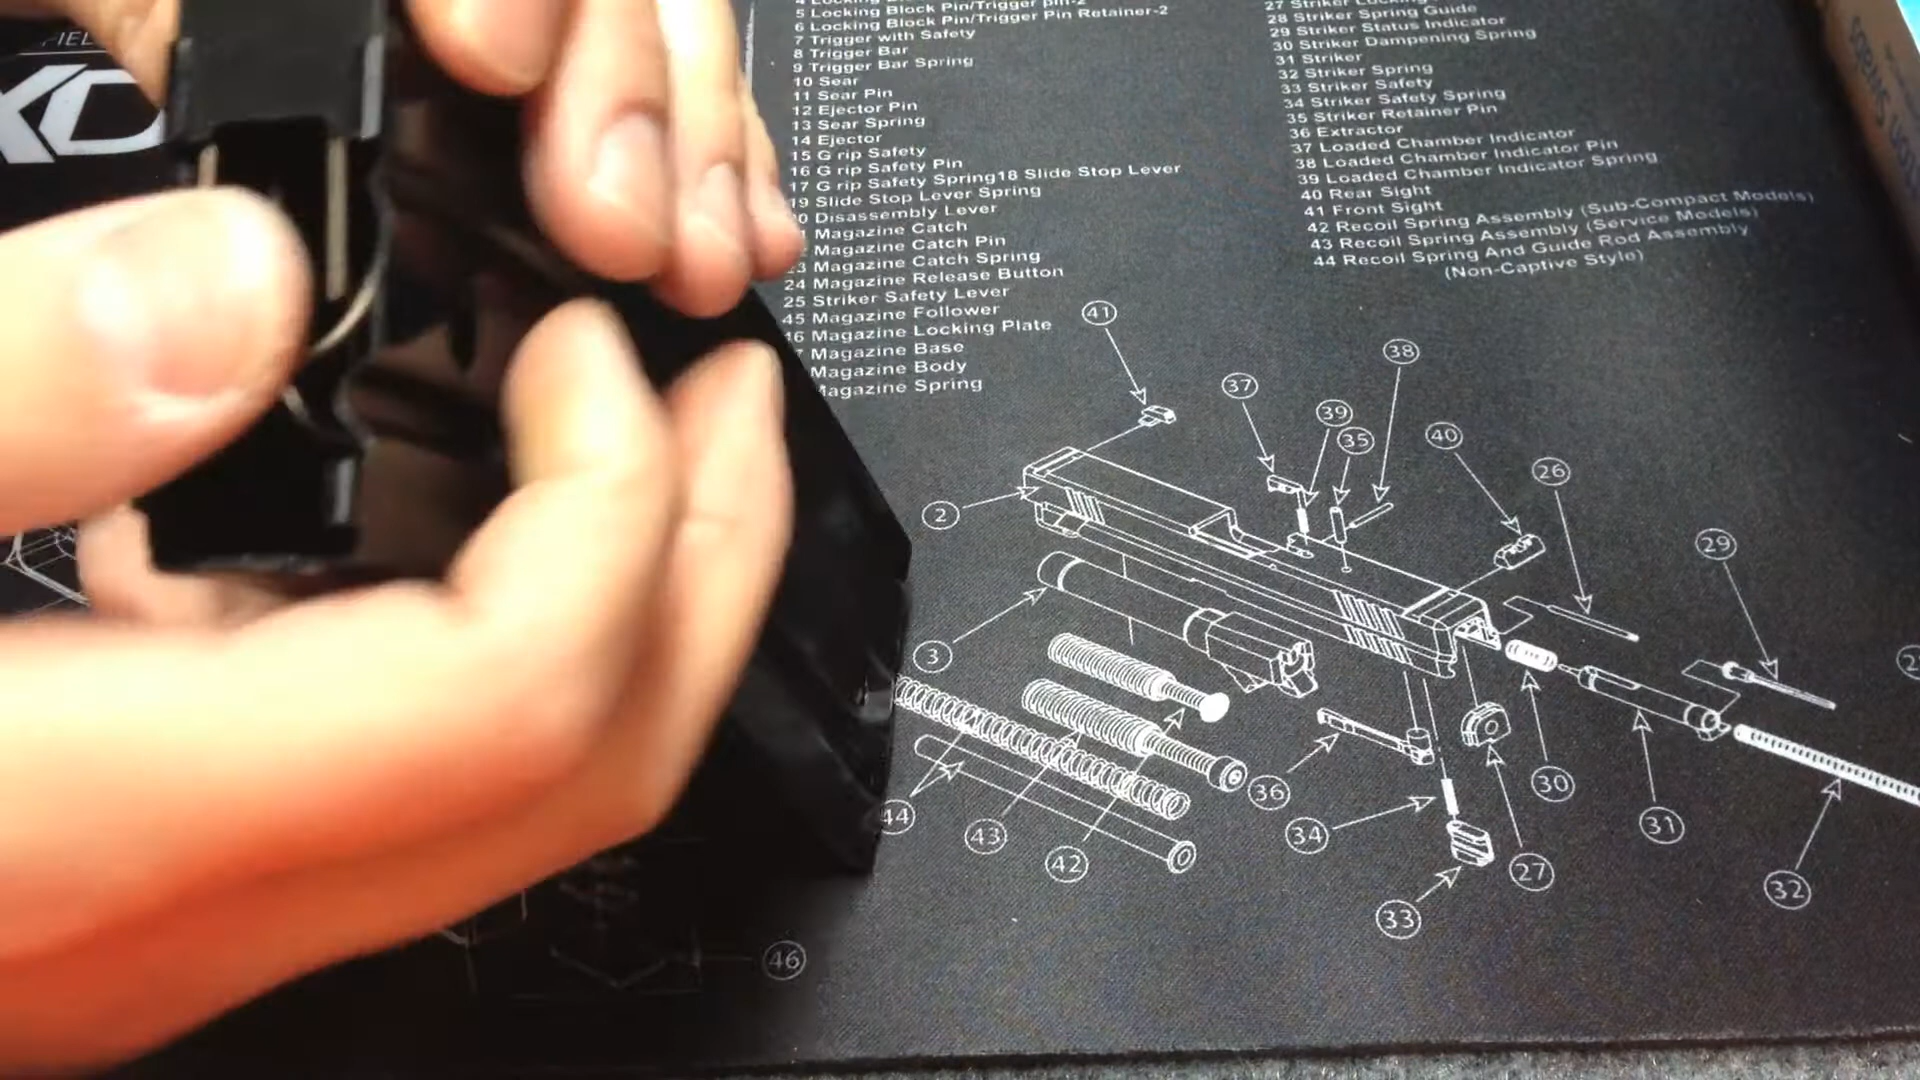 FIEL
XD
5 Locking Block Pin/Trigger pin-2
6 Locking Block Pin/Trigger Pin Retainer-2
7 Trigger with Safety
8 Trigger Bar
9 Trigger Bar Spring
10 Sear
11 Sear Pin
12 Ejector Pin
13 Sear Spring
14 Ejector
15 G rip Safety
16 G rip Safety Pin
17 G rip Safety Spring18 Slide Stop Lever
19 Slide Stop Lever Spring
0 Disassembly Lever
Magazine Catch
Magazine Catch Pin
23 Magazine Catch Spring
24 Magazine Release Button
25 Striker Safety Lever
45 Magazine Follower
46 Magazine Locking Plate
7 Magazine Base
Magazine Body
Magazine Spring
28 Striker Spring Guide
29 Striker Status Indicator
30 Striker Dampening Spring
31 Striker
32 Striker Spring
33 Striker Safety
34 Striker Safety Spring
35 Striker Retainer Pin
36 Extractor
37 Loaded Chamber Indicator
38 Loaded Chamber Indicator Pin
39 Loaded Chamber Indicator Spring
40 Rear Sight
41 Front Sight
42 Recoil Spring Assembly (Sub-Compact Models)
43 Recoil Spring Assembly (Service Models)
44 Recoil Spring And Guide Rod Assembly
(Non-Captive Style)
41
38
37
39
35
40
26
2
29
3
36
30
44
43
42
34
31
27
32
33
46